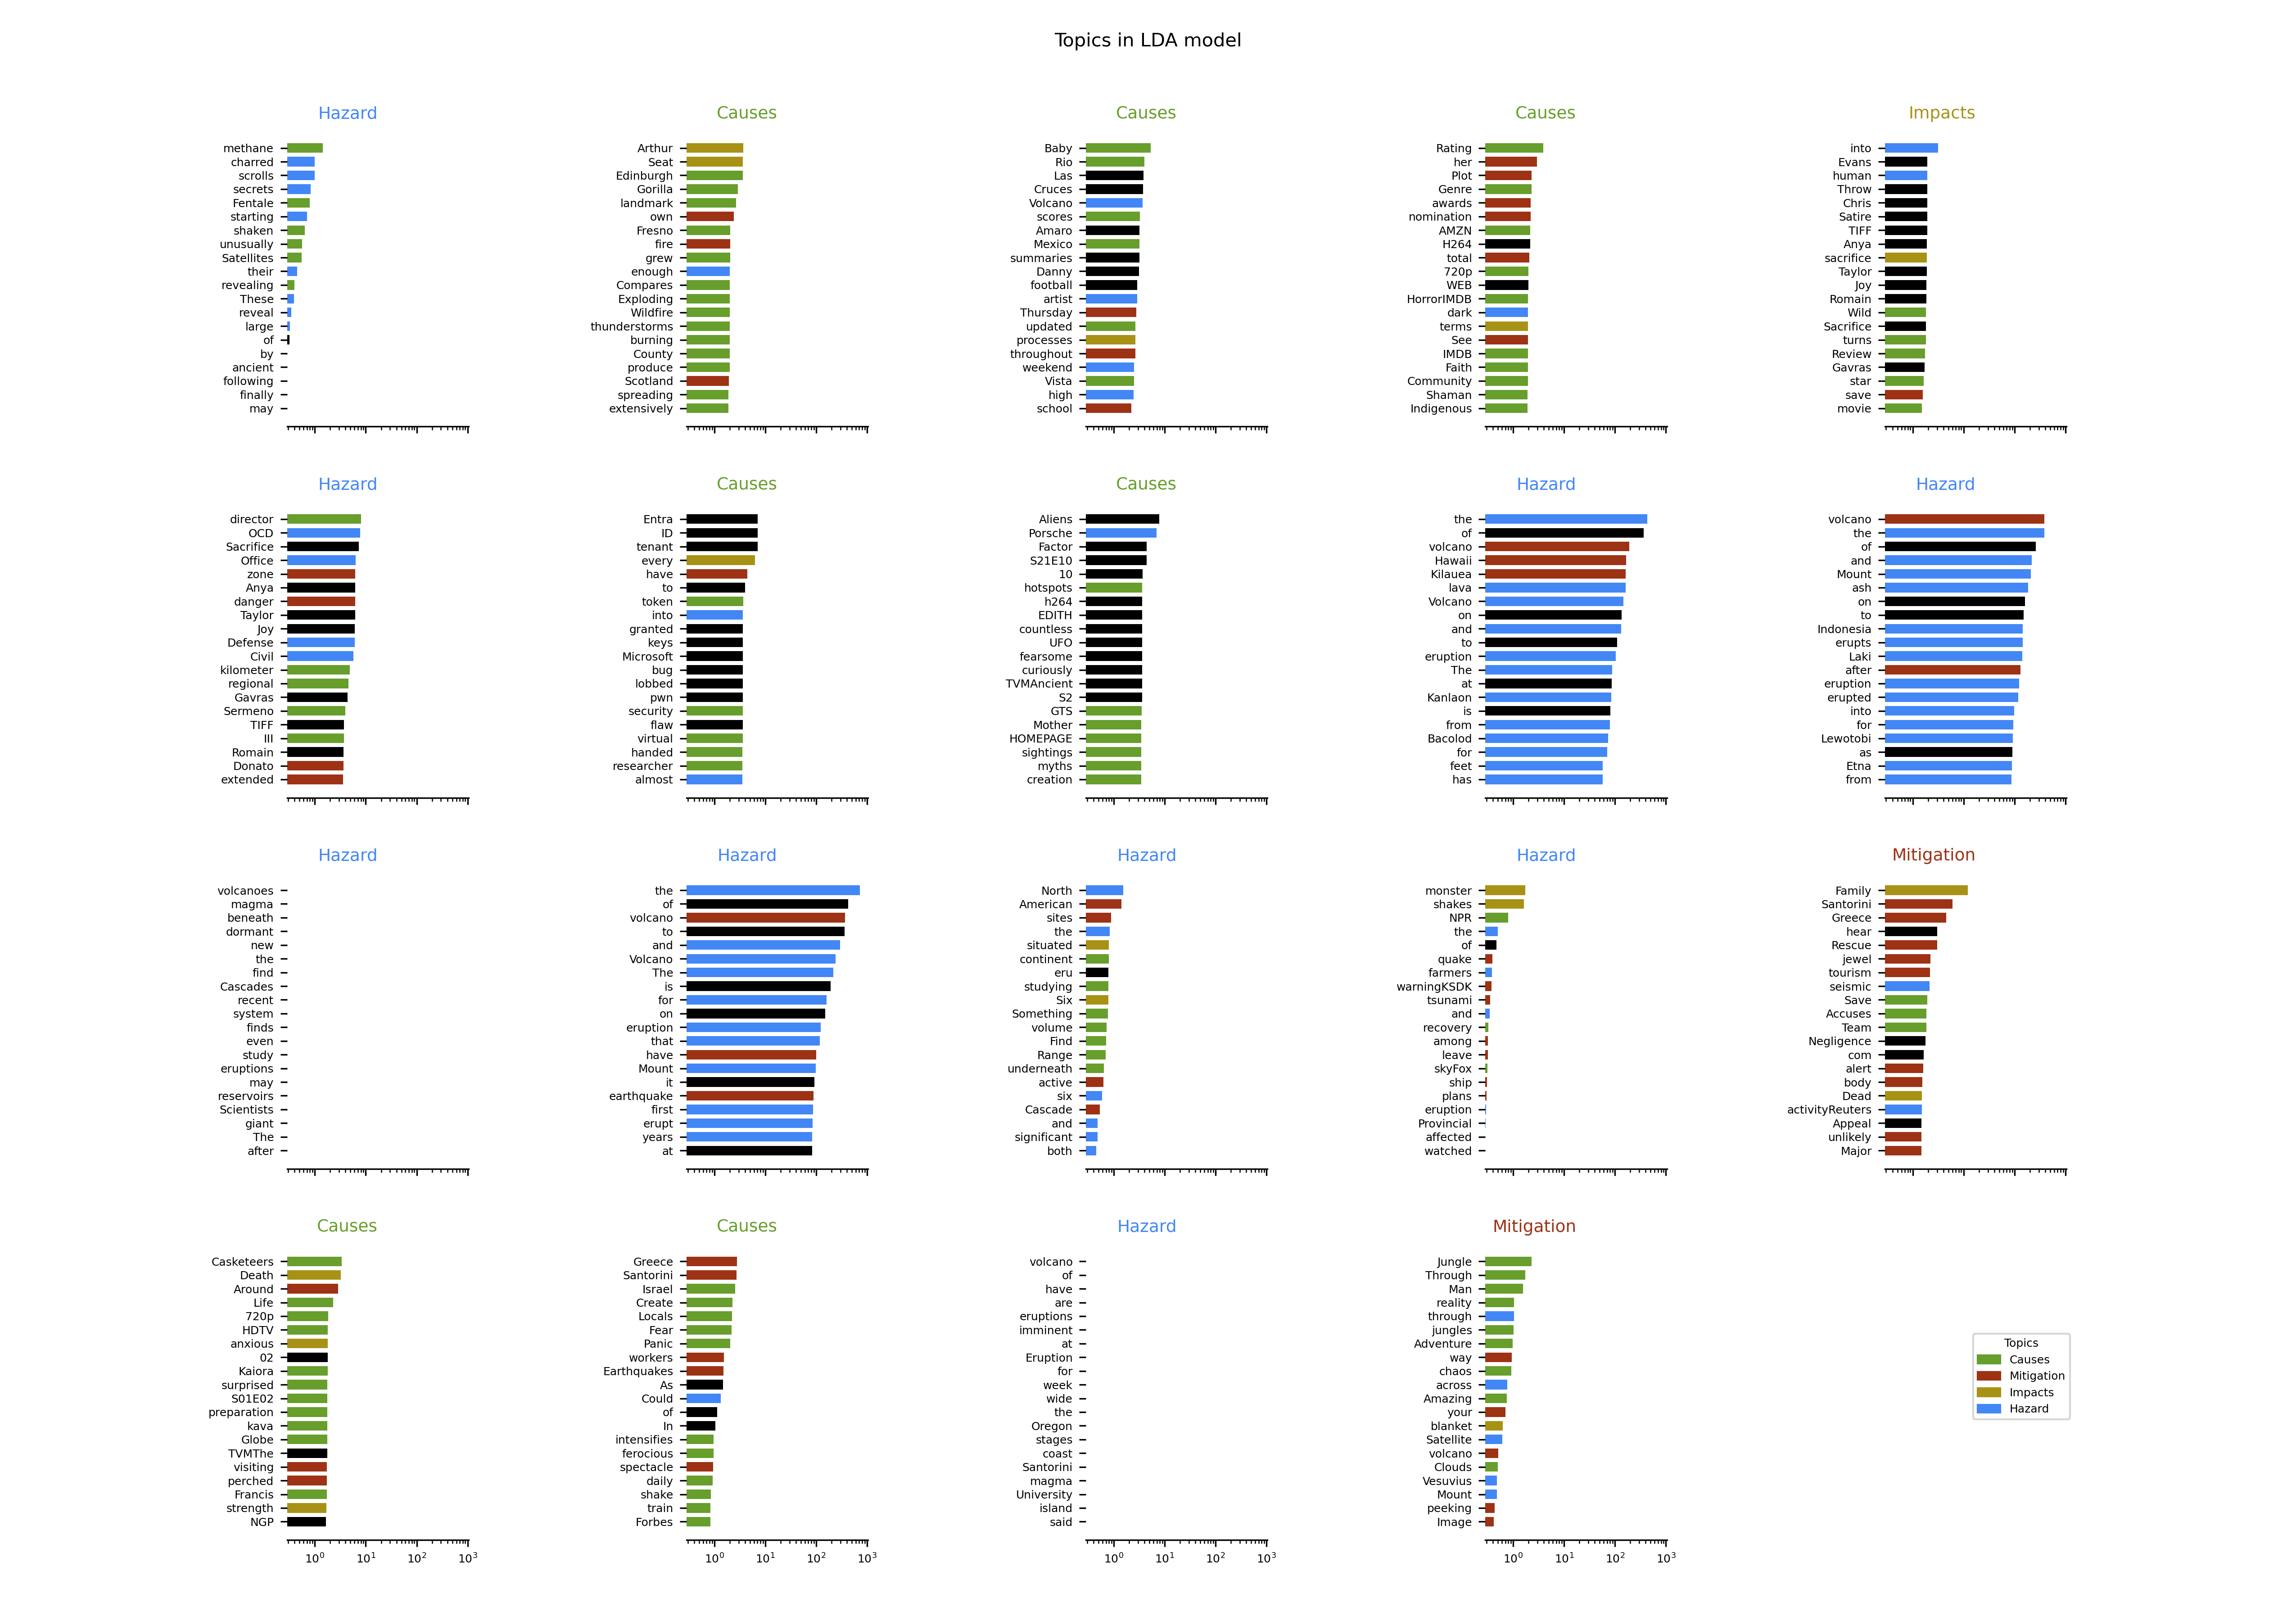 Topics in LDA model
Hazard
methane
charred
scrolls
secrets
Fentale
starting
shaken
unusually
Satellites
their
revealing
These
reveal
large
of
by
ancient
following
finally
may
Causes
Arthur
Seat
Edinburgh
Gorilla
landmark
own
Fresno
fire
grew
enough
Compares
Exploding
Wildfire
thunderstorms
burning
County
produce
Scotland
spreading
extensively
Causes
Baby
Rio
Las
Cruces
Volcano
scores
Amaro
Mexico
summaries
Danny
football
artist
Thursday
updated
processes
throughout
weekend
Vista
high
school
Causes
Rating
her
Plot
Genre
awards
nomination
AMZN
H264
total
720p
WEB
HorrorIMDB
dark
terms
See
IMDB
Faith
Community
Shaman
Indigenous
Impacts
into
Evans
human
Throw
Chris
Satire
TIFF
Anya
sacrifice
Taylor
Joy
Romain
Wild
Sacrifice
turns
Review
Gavras
star
save
movie
Hazard
director
OCD
Sacrifice
Office
zone
Anya
danger
Taylor
Joy
Defense
Civil
kilometer
regional
Gavras
Sermeno
TIFF
III
Romain
Donato
extended
Causes
Entra
ID
tenant
every
have
to
token
into
granted
keys
Microsoft
bug
lobbed
pwn
security
flaw
virtual
handed
researcher
almost
Causes
Aliens
Porsche
Factor
S21E10
10
hotspots
h264
EDITH
countless
UFO
fearsome
curiously
TVMAncient
S2
GTS
Mother
HOMEPAGE
sightings
myths
creation
Hazard
the
of
volcano
Hawaii
Kilauea
lava
Volcano
on
and
to
eruption
The
at
Kanlaon
is
from
Bacolod
for
feet
has
Hazard
volcano
the
of
and
Mount
ash
on
to
Indonesia
erupts
Laki
after
eruption
erupted
into
for
Lewotobi
as
Etna
from
Hazard
volcanoes
magma
beneath
dormant
new
the
find
Cascades
recent
system
finds
even
study
eruptions
may
reservoirs
Scientists
giant
The
after
Hazard
the
of
volcano
to
and
Volcano
The
is
for
on
eruption
that
have
Mount
it
earthquake
first
erupt
years
at
Hazard
North
American
sites
the
situated
continent
eru
studying
Six
Something
volume
Find
Range
underneath
active
six
Cascade
and
significant
both
Hazard
monster
shakes
NPR
the
of
quake
farmers
warningKSDK
tsunami
and
recovery
among
leave
skyFox
ship
plans
eruption
Provincial
affected
watched
Mitigation
Family
Santorini
Greece
hear
Rescue
jewel
tourism
seismic
Save
Accuses
Team
Negligence
com
alert
body
Dead
activityReuters
Appeal
unlikely
Major
Causes
Casketeers
Death
Around
Life
720p
HDTV
anxious
02
Kaiora
surprised
S01E02
preparation
kava
Globe
TVMThe
visiting
perched
Francis
strength
NGP
10⁰ 10¹ 10² 10³
Causes
Greece
Santorini
Israel
Create
Locals
Fear
Panic
workers
Earthquakes
As
Could
of
In
intensifies
ferocious
spectacle
daily
shake
train
Forbes
10⁰ 10¹ 10² 10³
Hazard
volcano
of
have
are
eruptions
imminent
at
Eruption
for
week
wide
the
Oregon
stages
coast
Santorini
magma
University
island
said
10⁰ 10¹ 10² 10³
Mitigation
Jungle
Through
Man
reality
through
jungles
Adventure
way
chaos
across
Amazing
your
blanket
Satellite
volcano
Clouds
Vesuvius
Mount
peeking
Image
10⁰ 10¹ 10² 10³
Topics
Causes
Mitigation
Impacts
Hazard